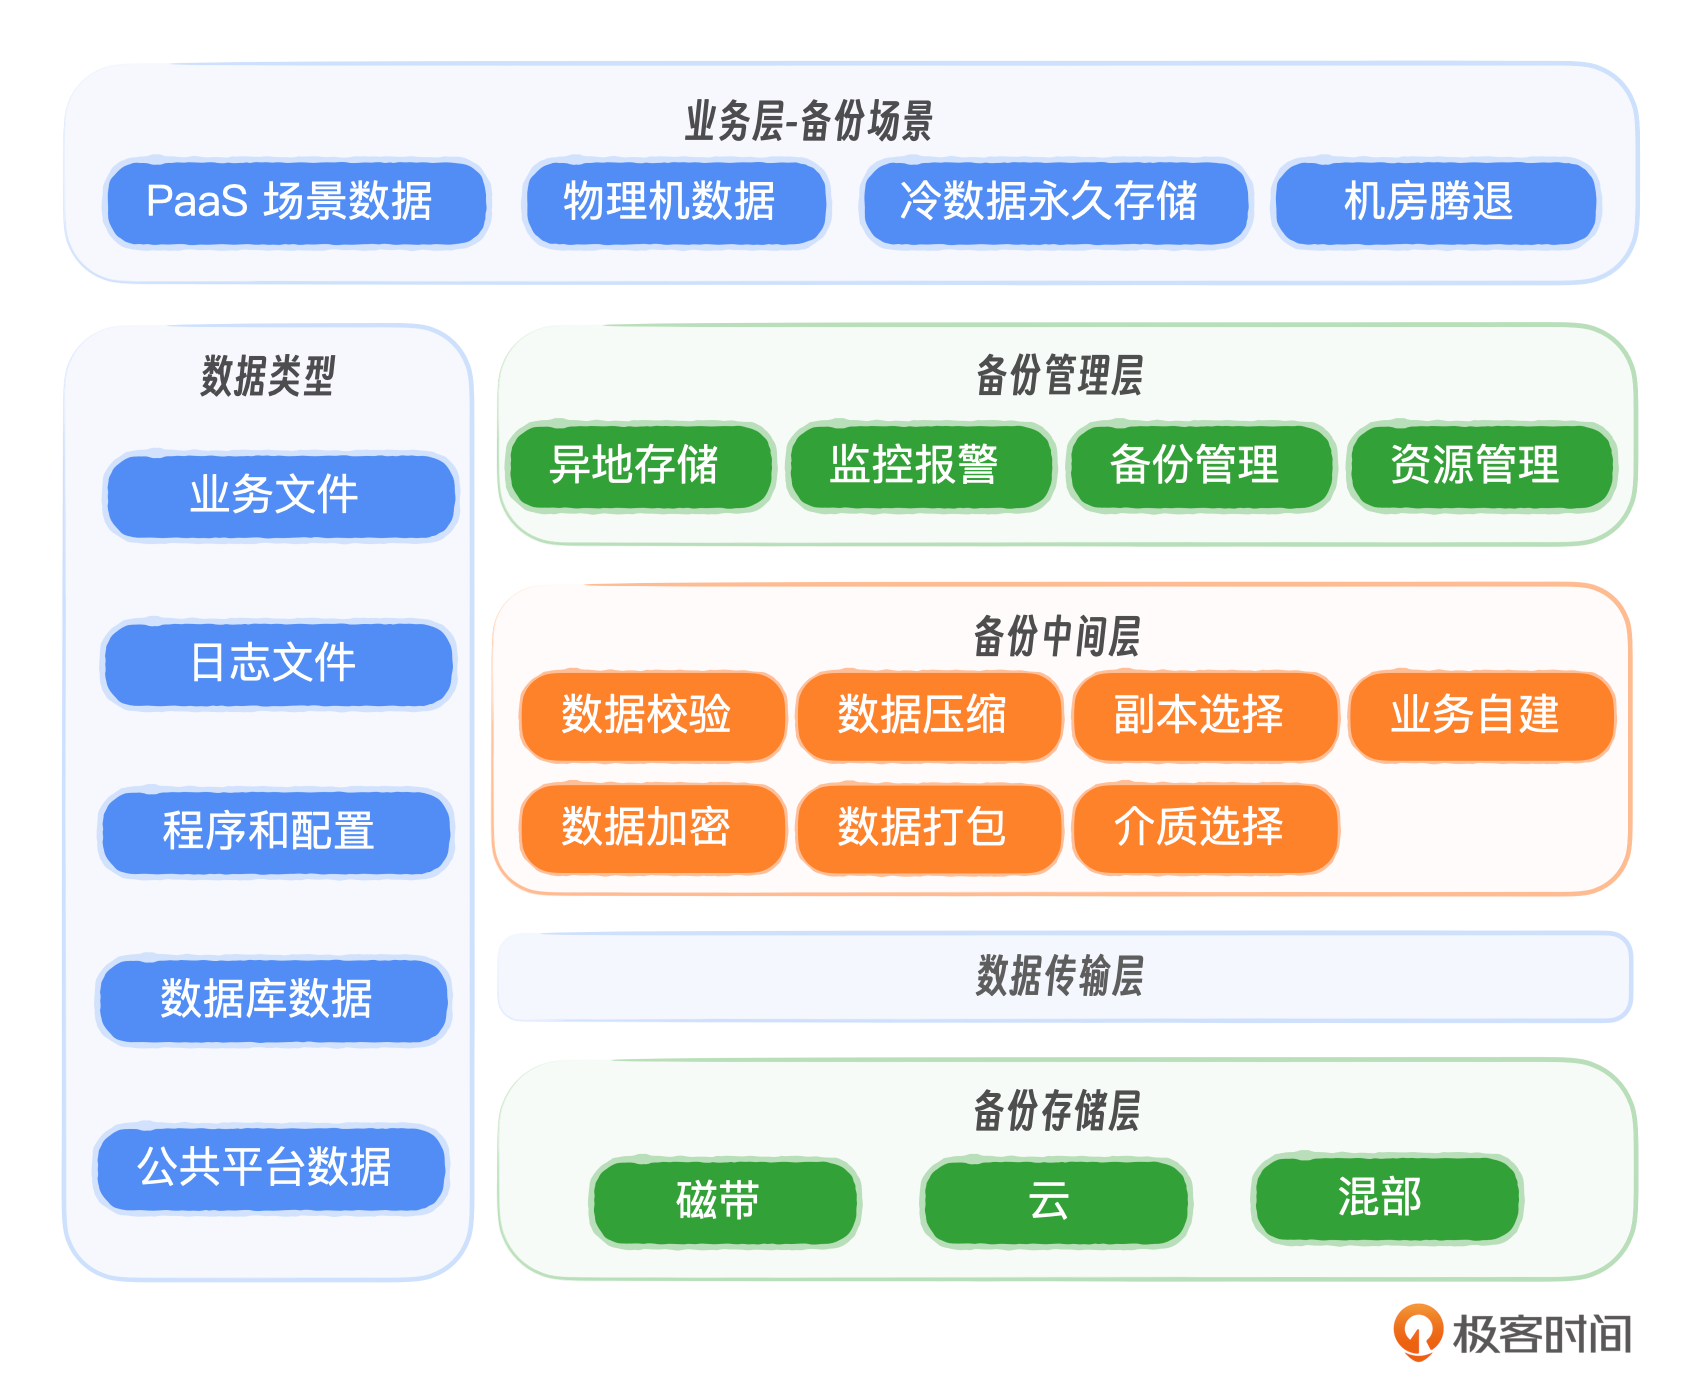 业务层-备份场景
PaaS 场景数据
物理机数据
冷数据永久存储
机房腾退
数据类型
业务文件
日志文件
程序和配置
数据库数据
公共平台数据
备份管理层
异地存储
监控报警
备份管理
资源管理
备份中间层
数据校验
数据压缩
副本选择
业务自建
数据加密
数据打包
介质选择
数据传输层
备份存储层
磁带
云
混部
极客时间